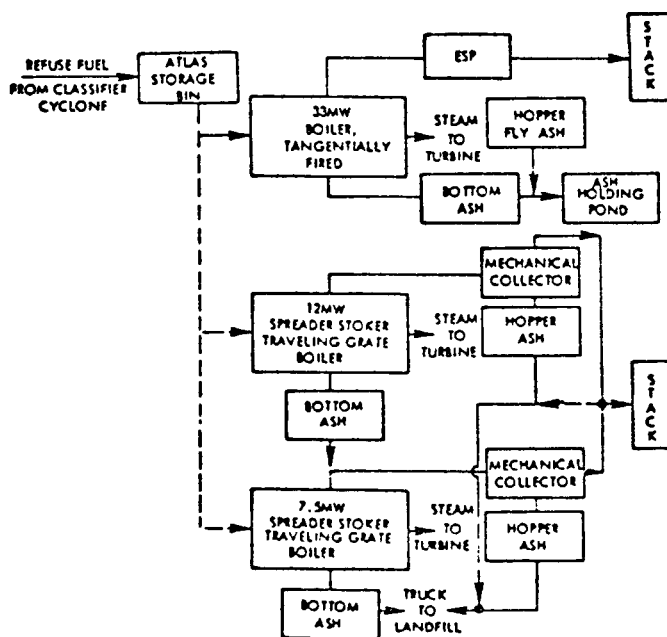 REFUSE FUEL
FROM CLASSIFIER
CYCLONE
ATLAS
STORAGE
BIN
ESP
STACK
33MW
BOILER,
TANGENTIALLY
FIRED
STEAM
TO
TURBINE
HOPPER
FLY ASH
BOTTOM
ASH
ASH
HOLDING
POND
MECHANICAL
COLLECTOR
12MW
SPREADER STOKER
TRAVELING GRATE
BOILER
STEAM
TO
TURBINE
HOPPER
ASH
BOTTOM
ASH
STACK
MECHANICAL
COLLECTOR
7.5MW
SPREADER STOKER
TRAVELING GRATE
BOILER
STEAM
TO
TURBINE
HOPPER
ASH
BOTTOM
ASH
TRUCK
TO
LANDFILL